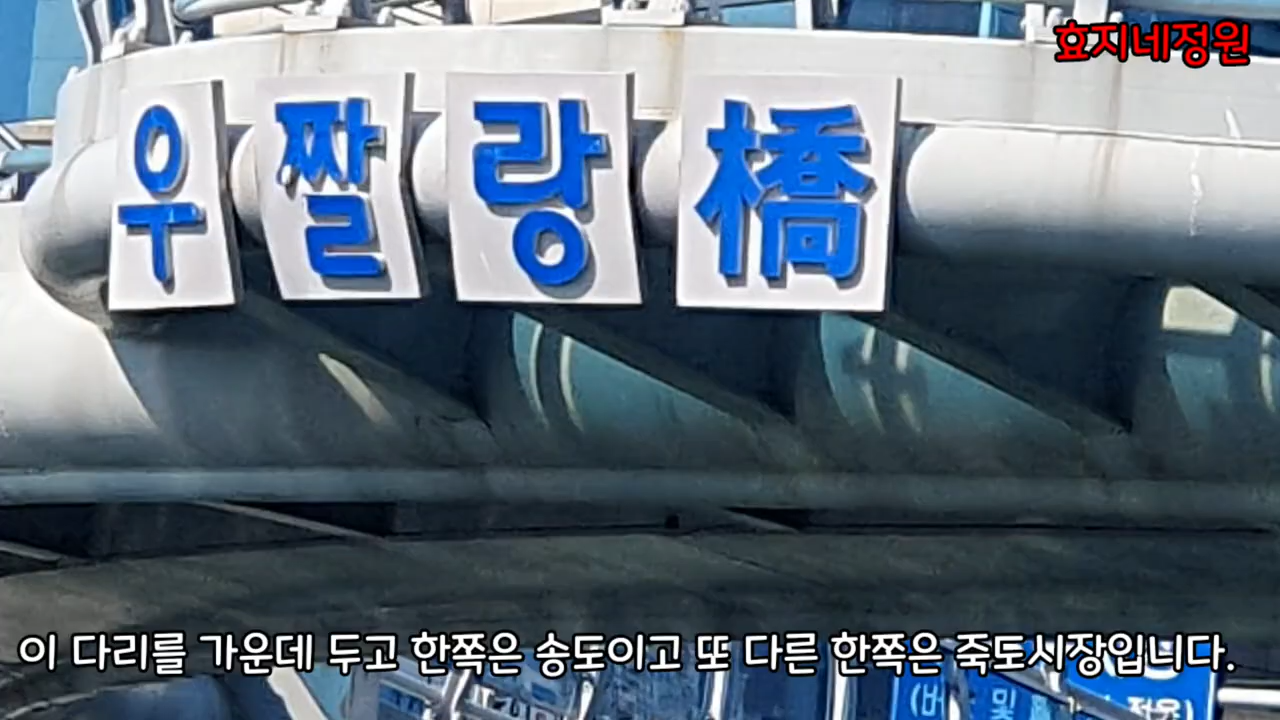 효지네정원
우짤랑橋
이 다리를 가운데 두고 한쪽은 송도이고 또 다른 한쪽은 죽도시장입니다.